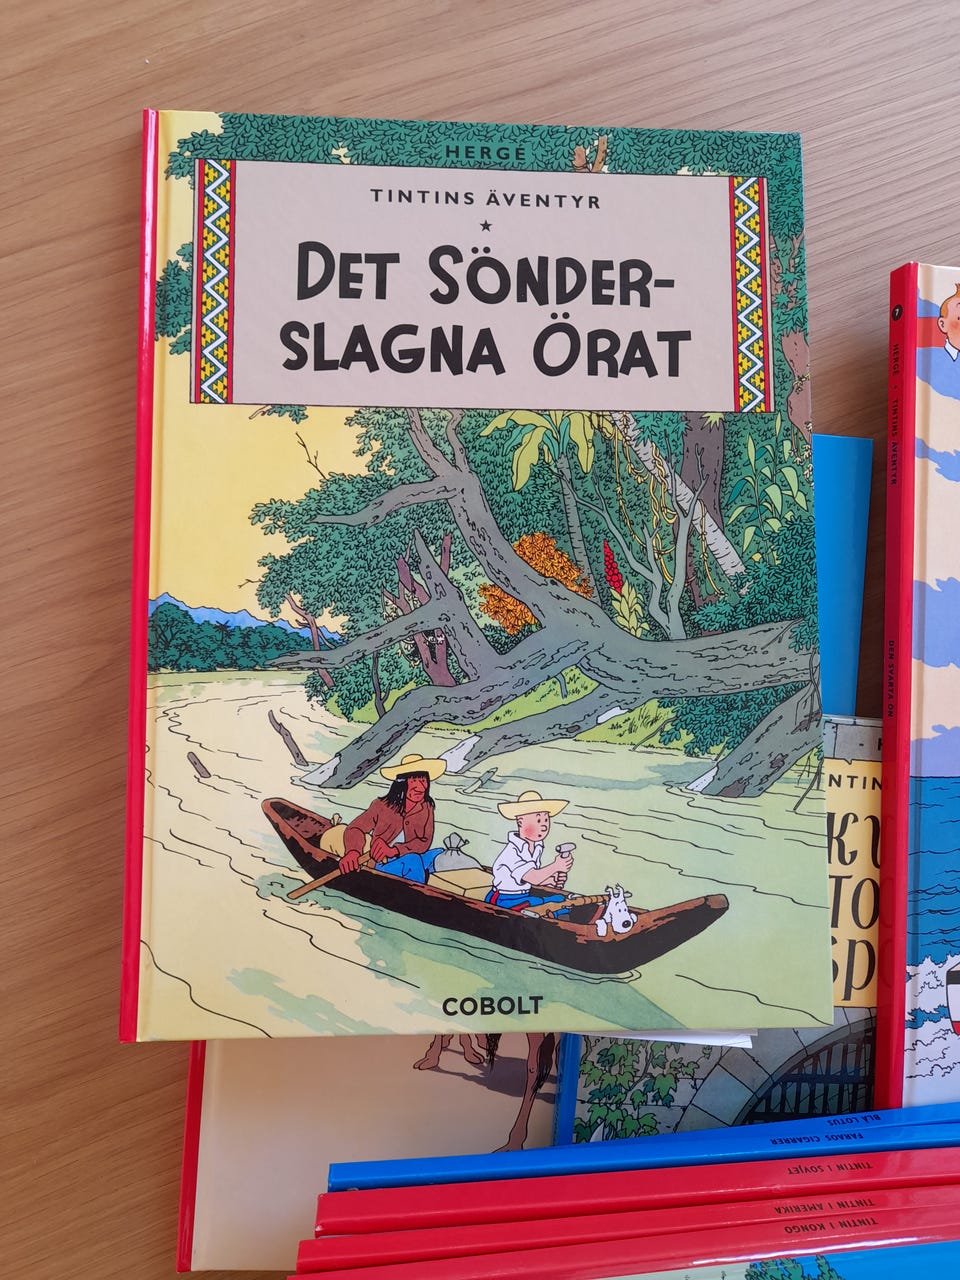 HERGÉ
TINTINS ÄVENTYR
DET SÖNDER-
SLAGNA ÖRAT
COBOLT
7
HERGÉ • TINTINS ÄVENTYR
DEN SVARTA ÖN
BLÅ LOTUS
FARAOS CIGARRER
TINTIN I SOVJET
TINTIN I AMERIKA
TINTIN I KONGO